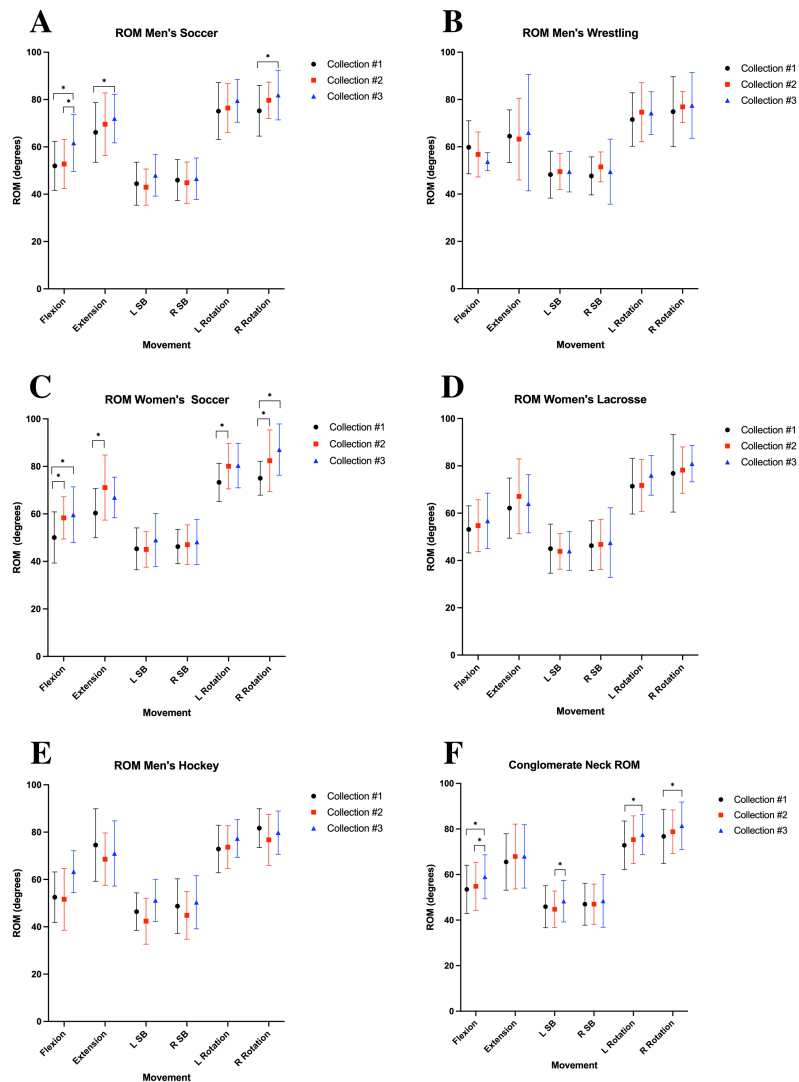 A
ROM Men's Soccer
100
80
60
40
20
0
ROM (degrees)
*
*
*
*
Collection #1
Collection #2
Collection #3
Flexion
Extension
L SB
R SB
L Rotation
R Rotation
Movement
B
ROM Men's Wrestling
100
80
60
40
20
0
ROM (degrees)
Collection #1
Collection #2
Collection #3
Flexion
Extension
L SB
R SB
L Rotation
R Rotation
Movement
C
ROM Women's Soccer
100
80
60
40
20
0
ROM (degrees)
*
*
*
*
*
*
Collection #1
Collection #2
Collection #3
Flexion
Extension
L SB
R SB
L Rotation
R Rotation
Movement
D
ROM Women's Lacrosse
100
80
60
40
20
0
ROM (degrees)
Collection #1
Collection #2
Collection #3
Flexion
Extension
L SB
R SB
L Rotation
R Rotation
Movement
E
ROM Men's Hockey
100
80
60
40
20
0
ROM (degrees)
Collection #1
Collection #2
Collection #3
Flexion
Extension
L SB
R SB
L Rotation
R Rotation
Movement
F
Conglomerate Neck ROM
100
80
60
40
20
0
ROM (degrees)
*
*
*
*
*
Collection #1
Collection #2
Collection #3
Flexion
Extension
L SB
R SB
L Rotation
R Rotation
Movement